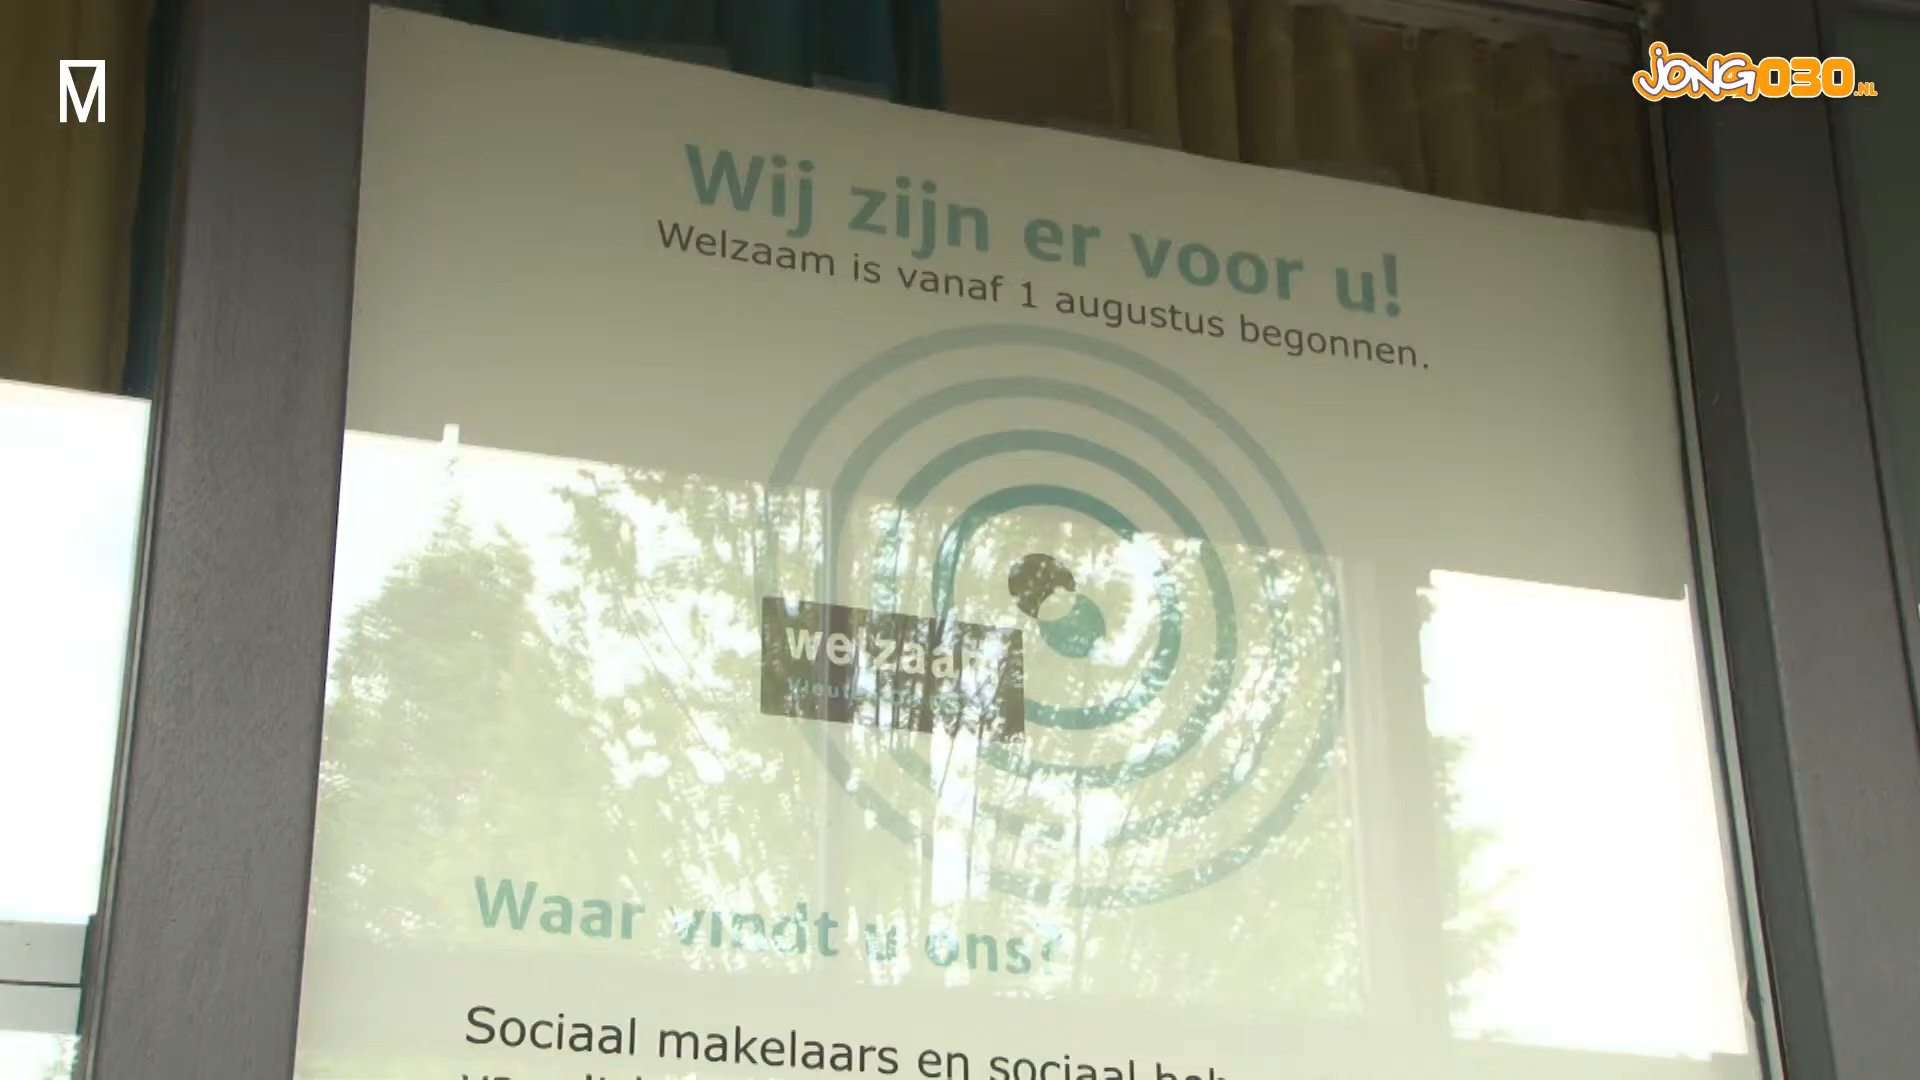 M
JONG030.NL
Wij zijn er voor u!
Welzaam is vanaf 1 augustus begonnen.
welzaam
Waar vindt u ons?
Sociaal makelaars en sociaal